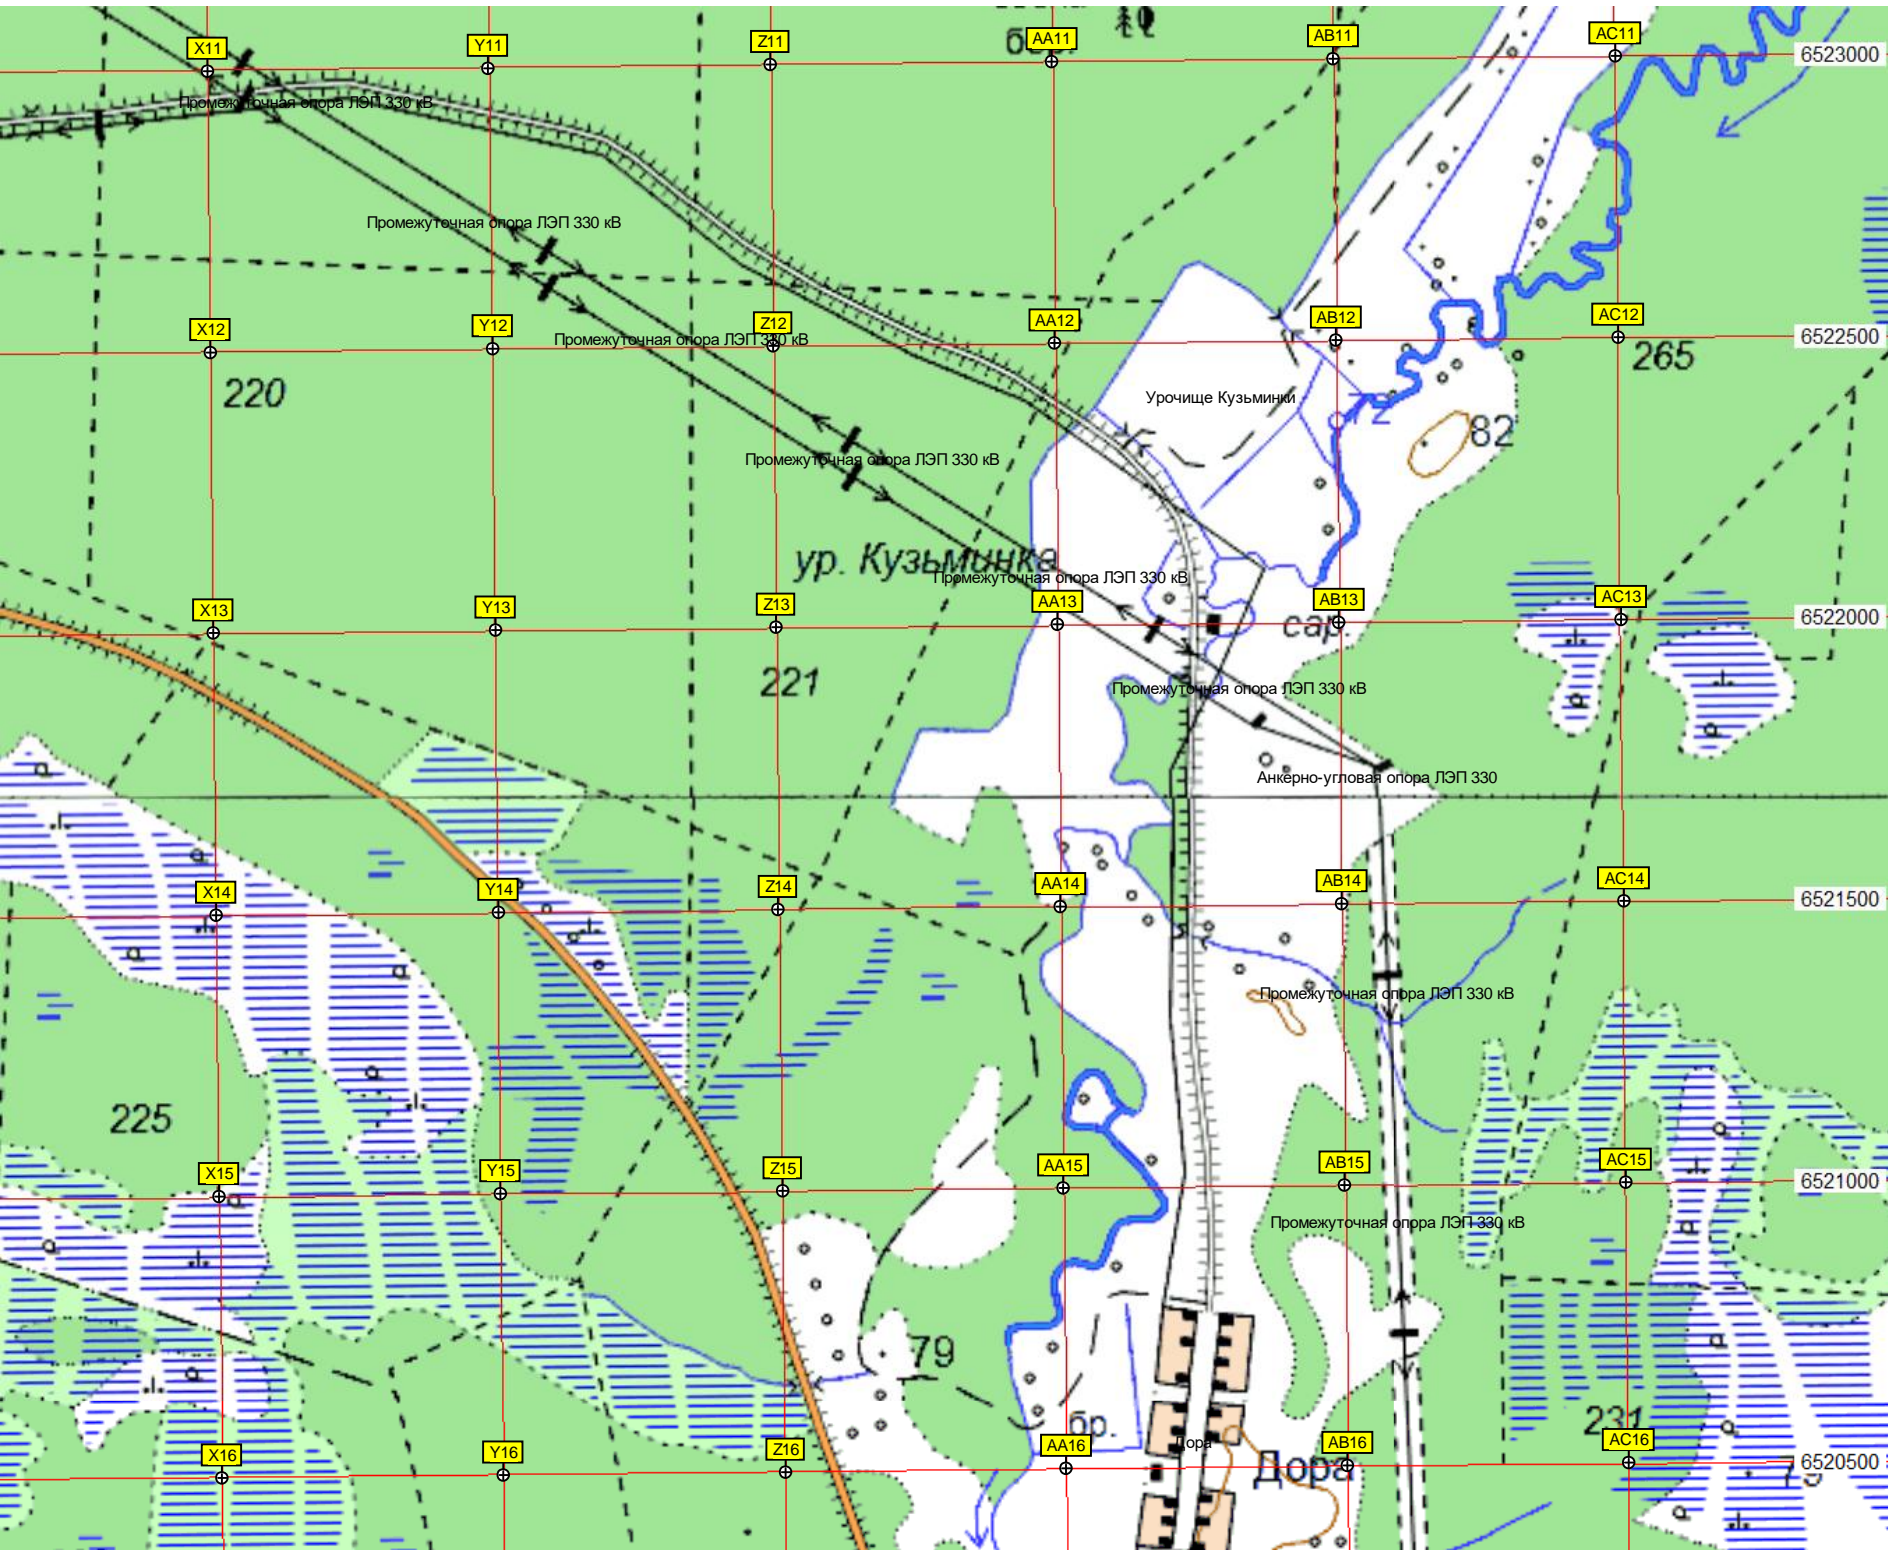 X11
Y11
Z11
AA11
AB11
AC11
6523000
Промежуточная опора ЛЭП 330 кВ
Промежуточная опора ЛЭП 330 кВ
X12
Y12
Z12
AA12
AB12
AC12
6522500
Промежуточная опора ЛЭП 330 кВ
265
220
Урочище Кузьминки
82
Промежуточная опора ЛЭП 330 кВ
ур. Кузьминка
Промежуточная опора ЛЭП 330 кВ
X13
Y13
Z13
AA13
AB13
AC13
6522000
сар.
221
Промежуточная опора ЛЭП 330 кВ
Анкерно-угловая опора ЛЭП 330
X14
Y14
Z14
AA14
AB14
AC14
6521500
Промежуточная опора ЛЭП 330 кВ
225
X15
Y15
Z15
AA15
AB15
AC15
6521000
Промежуточная опора ЛЭП 330 кВ
79
бр.
231
Дора
X16
Y16
Z16
AA16
AB16
AC16
6520500
Дора